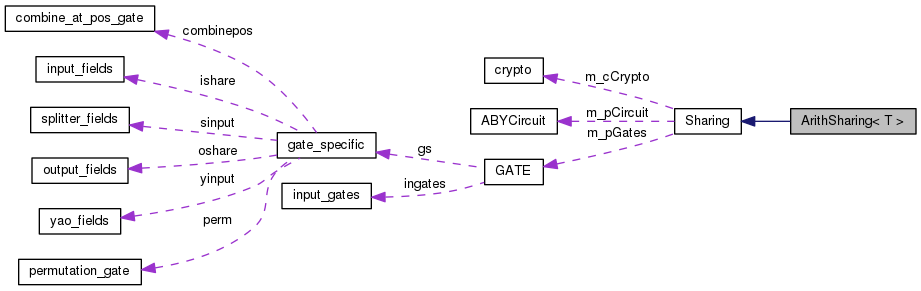 combine_at_pos_gate
combinepos
input_fields
ishare
crypto
m_cCrypto
splitter_fields
sinput
ABYCircuit
m_pCircuit
Sharing
ArithSharing< T >
m_pGates
gate_specific
gs
oshare
output_fields
GATE
yinput
input_gates
ingates
yao_fields
perm
permutation_gate